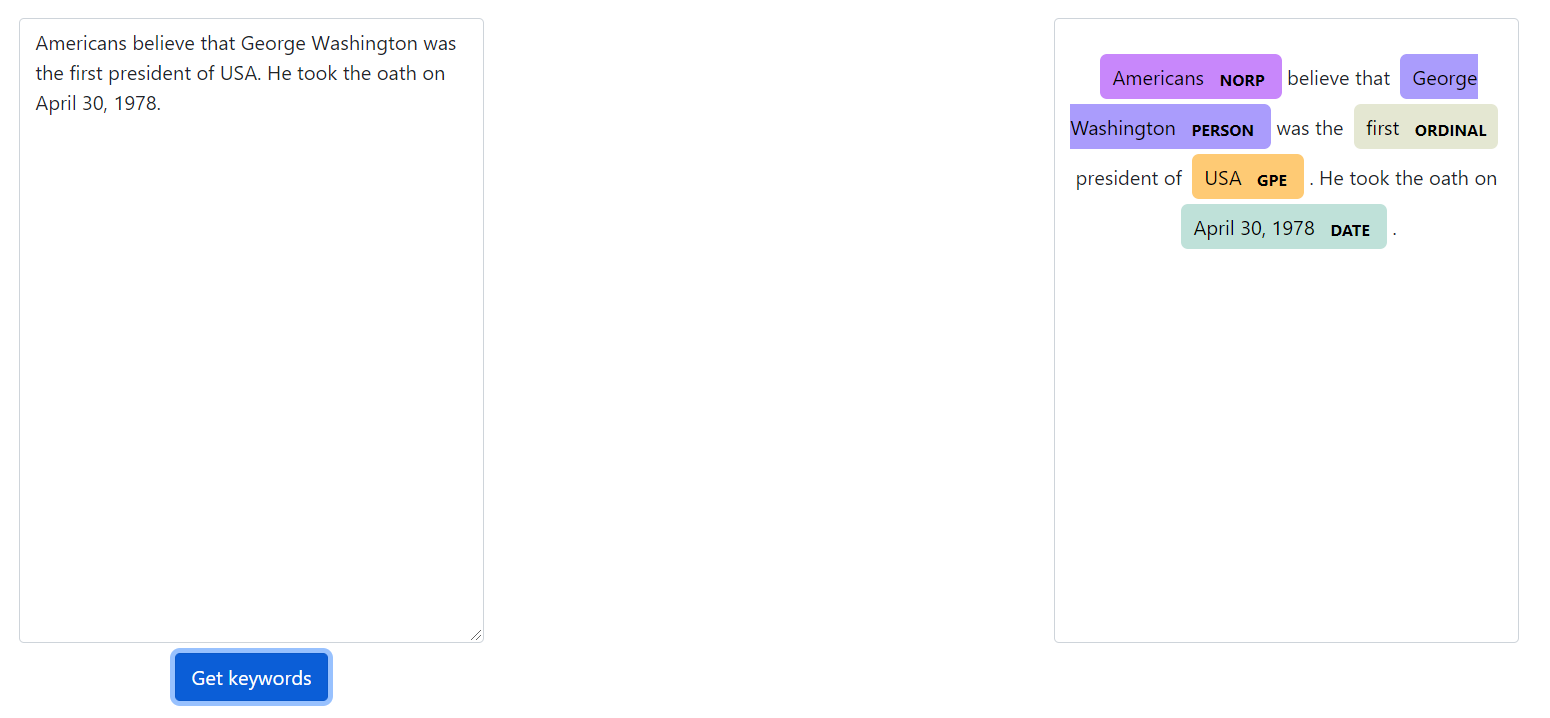 Americans believe that George Washington was
the first president of USA. He took the oath on
April 30, 1978.
Get keywords
Americans NORP believe that George
Washington PERSON was the first ORDINAL
president of USA GPE . He took the oath on
April 30, 1978 DATE .